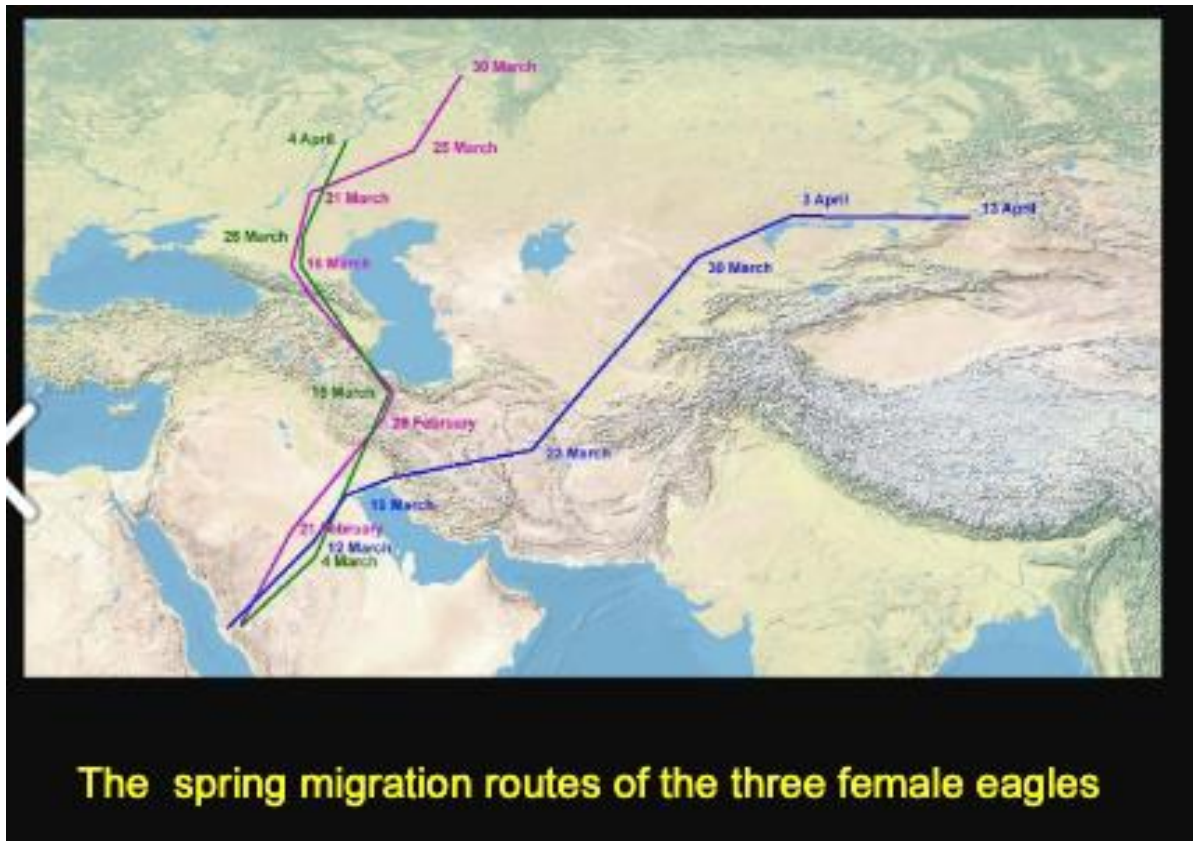 30 March
4 April
25 March
21 March
3 April
13 April
26 March
16 March
30 March
15 March
28 February
23 March
15 March
21 February
12 March
4 March
The spring migration routes of the three female eagles